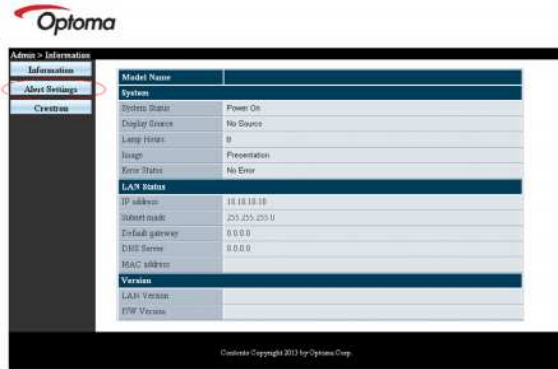 Optoma
Admin > Information
Information
Alert Settings
Crestron
Model Name
System
System Status Power On
Display Source No Source
Lamp Hours 0
Image Presentation
Error Status No Error
LAN Status
IP address 10.10.10.10
Subnet mask 255.255.255.0
Default gateway 0.0.0.0
DNS Server 0.0.0.0
MAC address
Version
LAN Version
F/W Version
Contents Copyright 2013 by Optoma Corp.